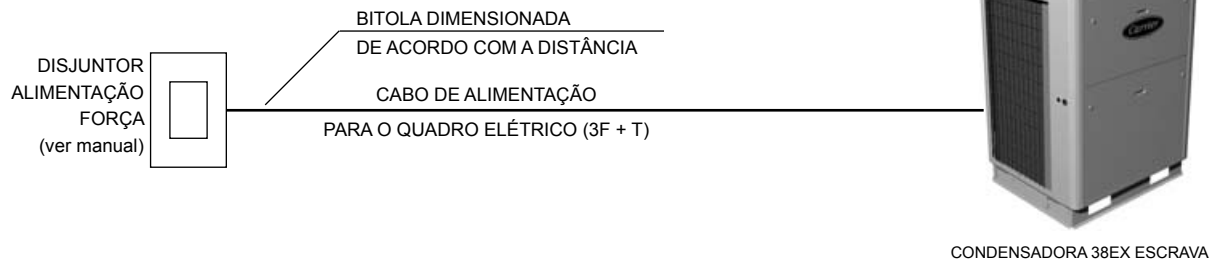 BITOLA DIMENSIONADA
DE ACORDO COM A DISTÂNCIA
DISJUNTOR
ALIMENTAÇÃO
FORÇA
(ver manual)
CABO DE ALIMENTAÇÃO
PARA O QUADRO ELÉTRICO (3F + T)
Carrier
CONDENSADORA 38EX ESCRAVA